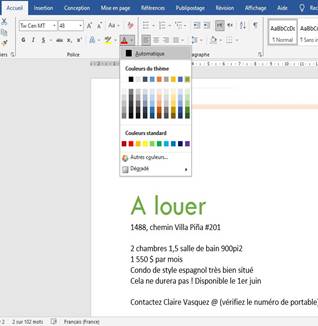 Accueil Insertion Conception Mise en page Références Publipostage Révision Affichage Aide
Tw Cen MT 48 A A Aa
AaBbCcDc AaBbCcDc
G I S
¶ Normal ¶ Sans in
Police
Automatique
Couleurs du thème
Couleurs standard
Autres couleurs...
Dégradé
A louer
1488, chemin Villa Piña #201
2 chambres 1,5 salle de bain 900pi2
1 550 $ par mois
Condo de style espagnol très bien situé
Cela ne durera pas ! Disponible le 1er juin
Contactez Claire Vasquez @ (vérifiez le numéro de portable)
2 sur 102 mots Français (France)